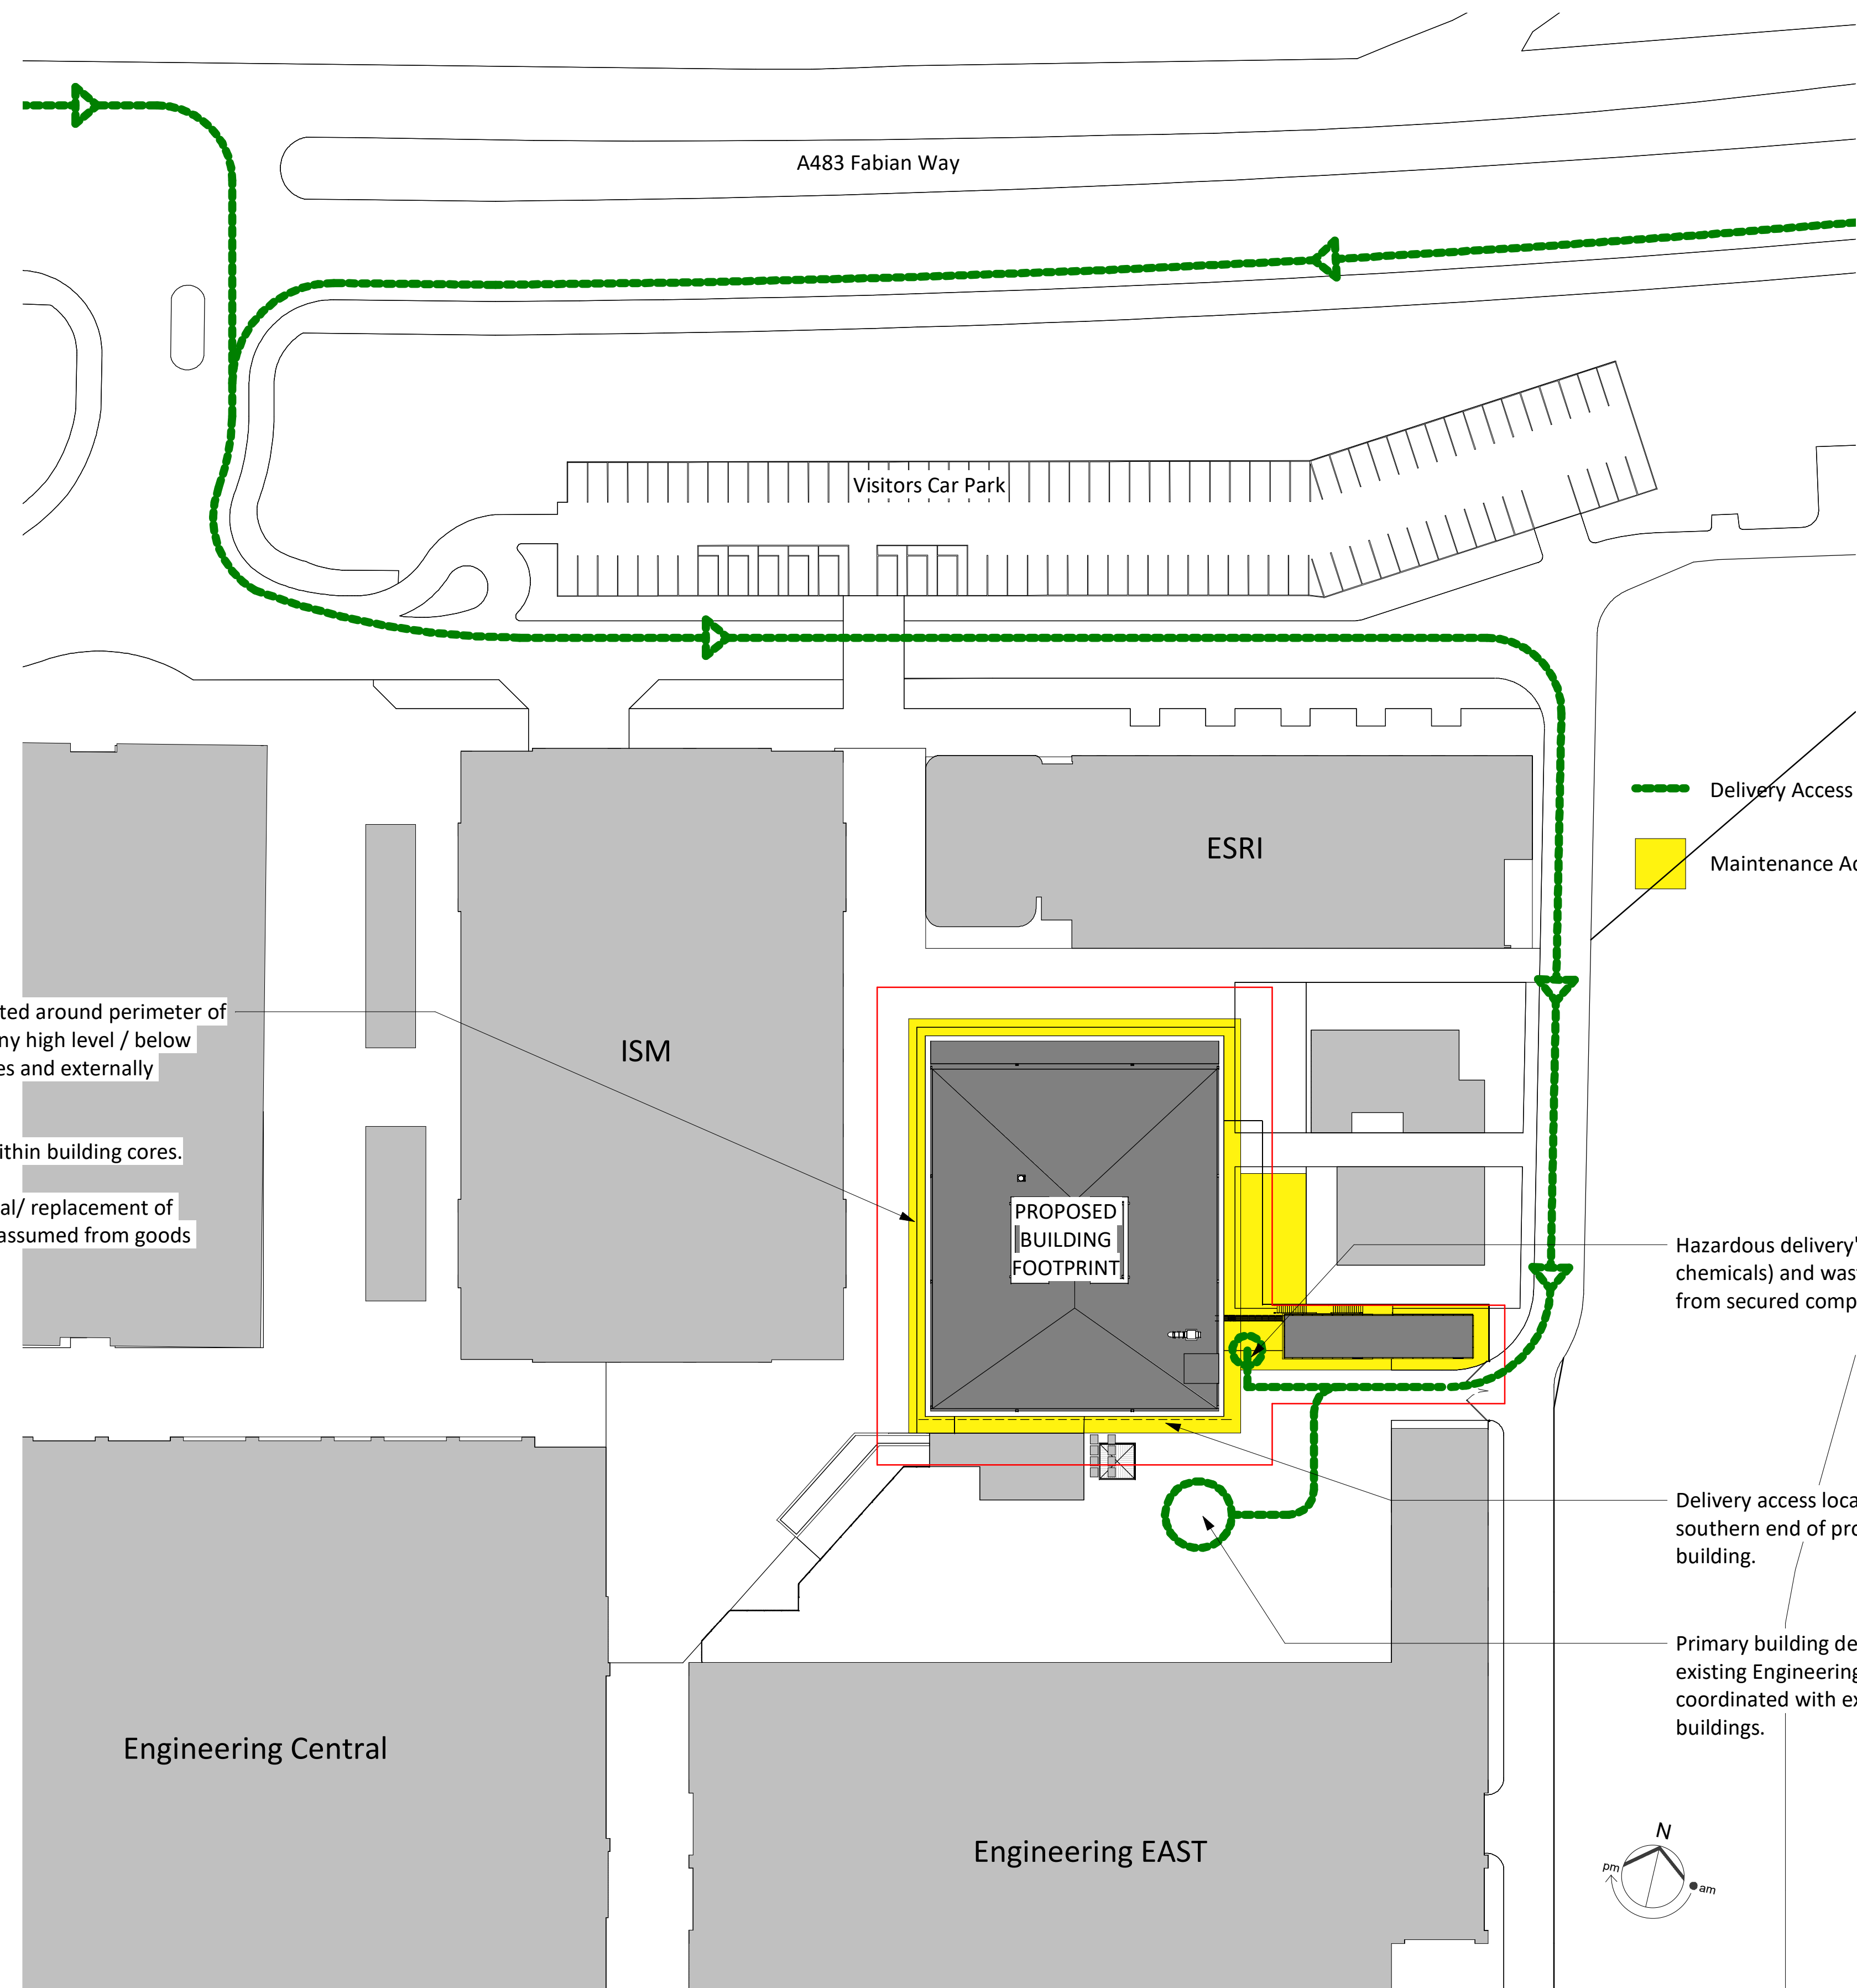 A483 Fabian Way
Visitors Car Park
Delivery Access
ESRI
Maintenance
ted around perimeter of
ny high level / below
es and externally
ISM
ithin building cores.
al/ replacement of
assumed from goods
PROPOSED
BUILDING
FOOTPRINT
Hazardous delivery'
chemicals) and was
from secured comp
Delivery access loca
southern end of pro
building.
Primary building de
existing Engineering
coordinated with ex
buildings.
Engineering Central
Engineering EAST
N
pm
am